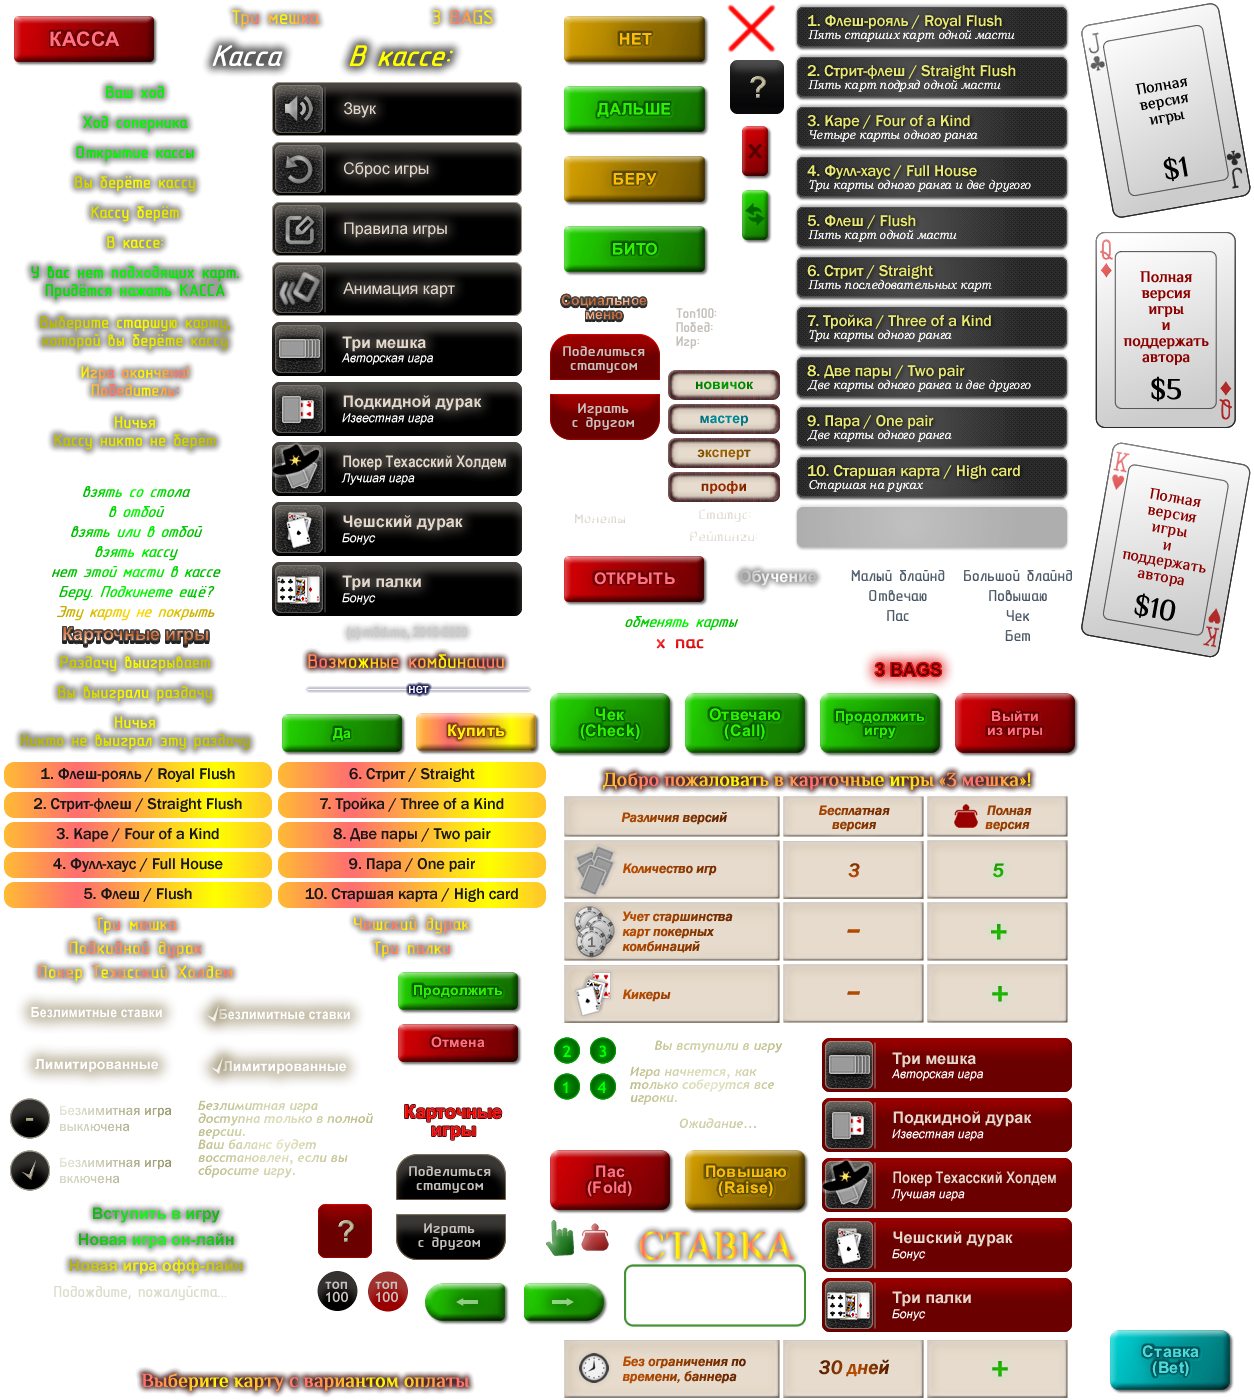 КАССА
Три мешка
3 BAGS
Касса
В кассе:
Ваш ход
Ход соперника
Открытие кассы
Вы берёте кассу
Кассу берёт
В кассе:
У вас нет подходящих карт.
Придётся нажать КАССА
Выберите старшую карту,
которой вы берёте кассу
Игра окончена!
Победитель:
Ничья
Кассу никто не берёт
взять со стола
в отбой
взять или в отбой
взять кассу
нет этой масти в кассе
Беру. Подкинете ещё?
Эту карту не покрыть
Карточные игры
Раздачу выигрывает
Вы выиграли раздачу
Ничья
Никто не выиграл эту раздачу
Звук
Сброс игры
Правила игры
Анимация карт
Три мешка
Авторская игра
Подкидной дурак
Известная игра
Покер Техасский Холдем
Лучшая игра
Чешский дурак
Бонус
Три палки
Бонус
Возможные комбинации
нет
Да
Купить
НЕТ
ДАЛЬШЕ
БЕРУ
БИТО
?
x
Социальное
меню
Поделиться
статусом
Играть
с другом
Топ100:
Побед:
Игр:
новичок
мастер
эксперт
профи
Монеты
Статус:
Рейтинги
ОТКРЫТЬ
Обучение
обменять карты
х пас
1. Флеш-рояль / Royal Flush
Пять старших карт одной масти
2. Стрит-флеш / Straight Flush
Пять карт подряд одной масти
3. Каре / Four of a Kind
Четыре карты одного ранга
4. Фулл-хаус / Full House
Три карты одного ранга и две другого
5. Флеш / Flush
Пять карт одной масти
6. Стрит / Straight
Пять последовательных карт
7. Тройка / Three of a Kind
Три карты одного ранга
8. Две пары / Two pair
Две карты одного ранга и две другого
9. Пара / One pair
Две карты одного ранга
10. Старшая карта / High card
Старшая на руках
Малый блайнд
Отвечаю
Пас
Большой блайнд
Повышаю
Чек
Бет
3 BAGS
J
Полная
версия
игры
$1
J
Q
Полная
версия
игры
и
поддержать
автора
$5
Q
K
Полная
версия
игры
и
поддержать
автора
$10
K
Чек
(Check)
Отвечаю
(Call)
Продолжить
игру
Выйти
из игры
1. Флеш-рояль / Royal Flush
2. Стрит-флеш / Straight Flush
3. Каре / Four of a Kind
4. Фулл-хаус / Full House
5. Флеш / Flush
6. Стрит / Straight
7. Тройка / Three of a Kind
8. Две пары / Two pair
9. Пара / One pair
10. Старшая карта / High card
Добро пожаловать в карточные игры «3 мешка»!
Различия версий
Бесплатная
версия
Полная
версия
Количество игр
3
5
Учет старшинства
карт покерных
комбинаций
–
+
1
Кикеры
–
+
Три мешка
Подкидной дурак
Покер Техасский Холдем
Чешский дурак
Три палки
Безлимитные ставки
Безлимитные ставки
Лимитированные
Лимитированные
Продолжить
Отмена
-
Безлимитная игра
выключена
Безлимитная игра
включена
Безлимитная игра
доступна только в полной
версии.
Ваш баланс будет
восстановлен, если вы
сбросите игру.
Карточные
игры
Поделиться
статусом
Играть
с другом
Вступить в игру
Новая игра он-лайн
Новая игра офф-лайн
Подождите, пожалуйста...
?
топ
100
топ
100
2
3
1
4
Вы вступили в игру
Игра начнется, как
только соберутся все
игроки.
Ожидание...
Пас
(Fold)
Повышаю
(Raise)
СТАВКА
Три мешка
Авторская игра
Подкидной дурак
Известная игра
Покер Техасский Холдем
Лучшая игра
Чешский дурак
Бонус
Три палки
Бонус
Без ограничения по
времени, баннера
30 дней
+
Ставка
(Bet)
Выберите карту с вариантом оплаты